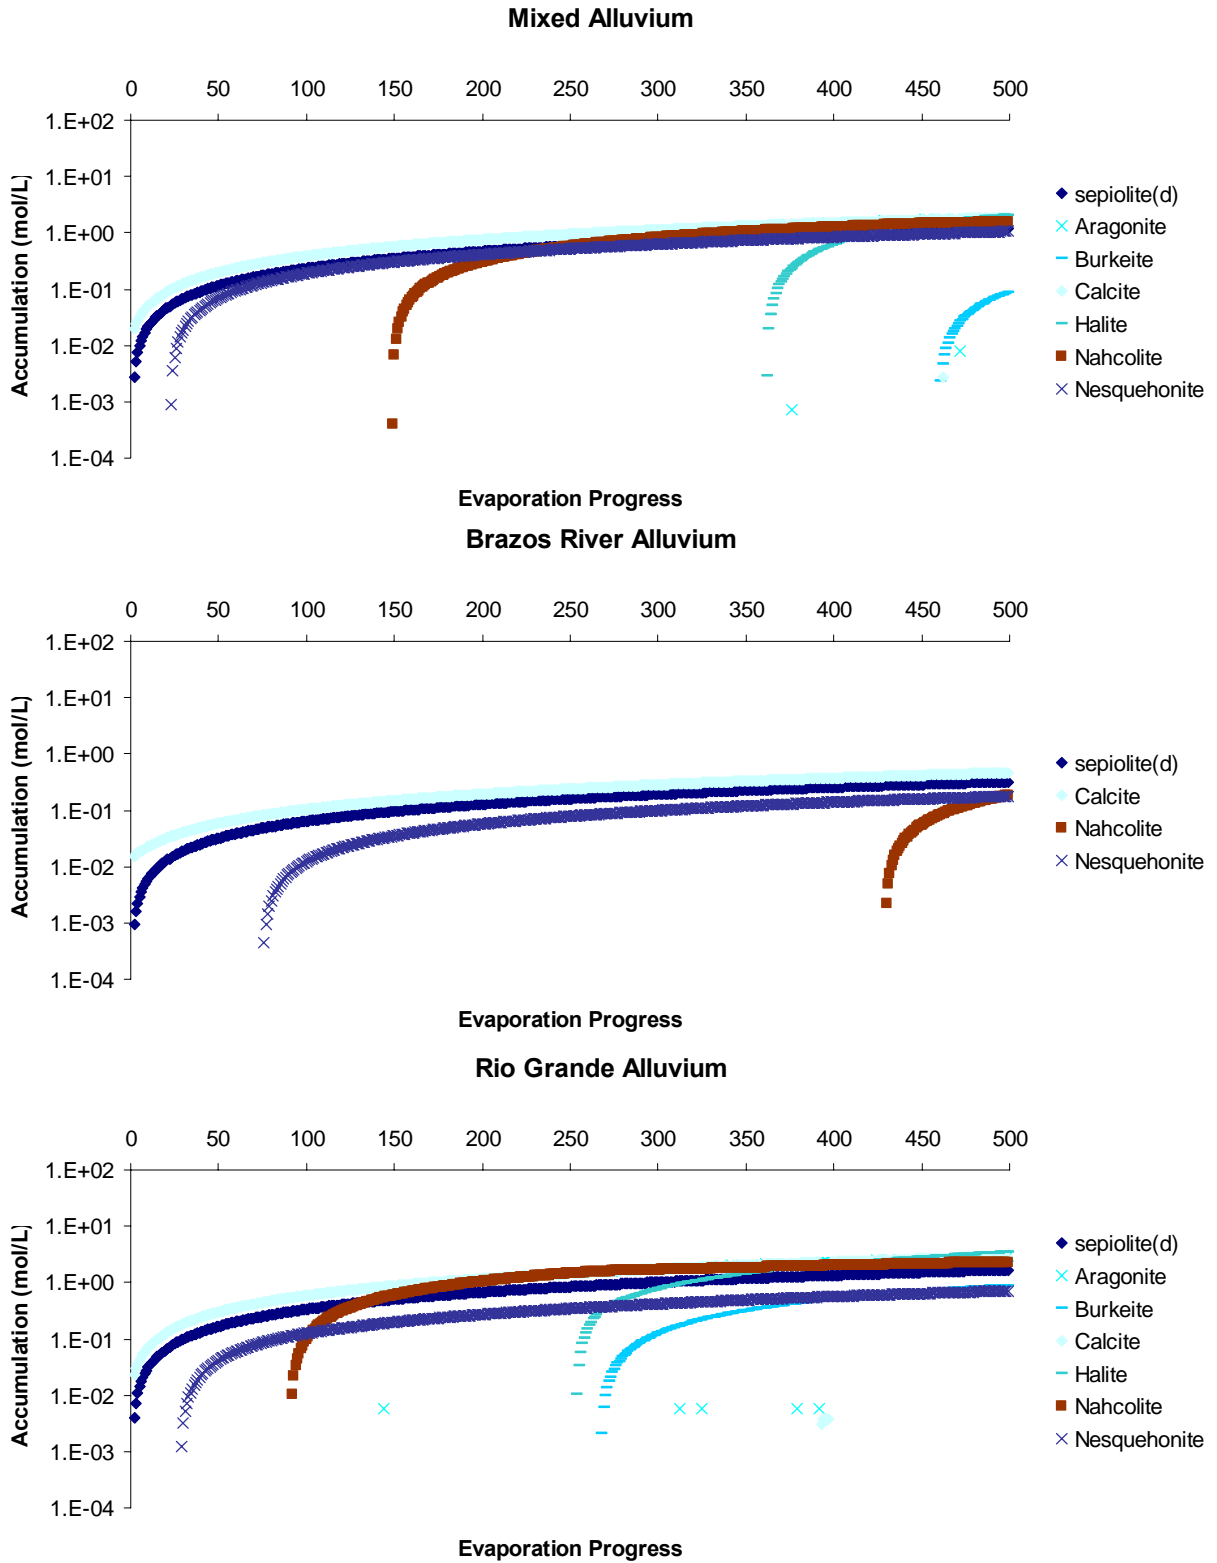 Mixed Alluvium
0 50 100 150 200 250 300 350 400 450 500
1.E+02
1.E+01
1.E+00
1.E-01
1.E-02
1.E-03
1.E-04
Accumulation (mol/L)
sepiolite(d)
Aragonite
Burkeite
Calcite
Halite
Nahcolite
Nesquehonite
Evaporation Progress
Brazos River Alluvium
0 50 100 150 200 250 300 350 400 450 500
1.E+02
1.E+01
1.E+00
1.E-01
1.E-02
1.E-03
1.E-04
Accumulation (mol/L)
sepiolite(d)
Calcite
Nahcolite
Nesquehonite
Evaporation Progress
Rio Grande Alluvium
0 50 100 150 200 250 300 350 400 450 500
1.E+02
1.E+01
1.E+00
1.E-01
1.E-02
1.E-03
1.E-04
Accumulation (mol/L)
sepiolite(d)
Aragonite
Burkeite
Calcite
Halite
Nahcolite
Nesquehonite
Evaporation Progress